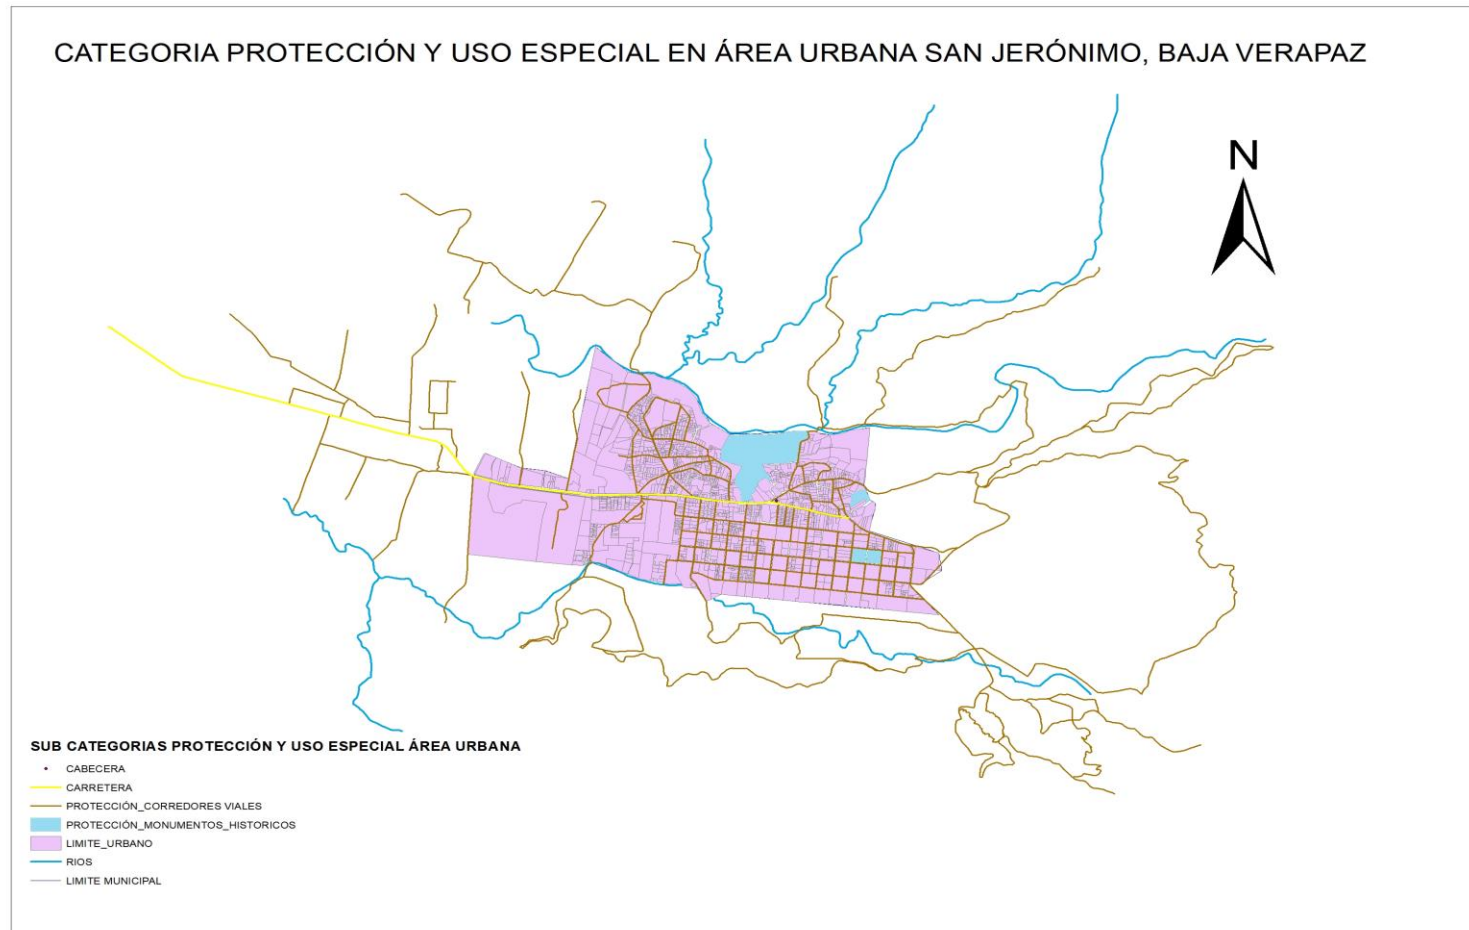 CATEGORIA PROTECCIÓN Y USO ESPECIAL EN ÁREA URBANA SAN JERÓNIMO, BAJA VERAPAZ
N
SUB CATEGORIAS PROTECCIÓN Y USO ESPECIAL ÁREA URBANA
CABECERA
CARRETERA
PROTECCIÓN_CORREDORES VIALES
PROTECCIÓN_MONUMENTOS_HISTORICOS
LIMITE_URBANO
RIOS
LIMITE MUNICIPAL